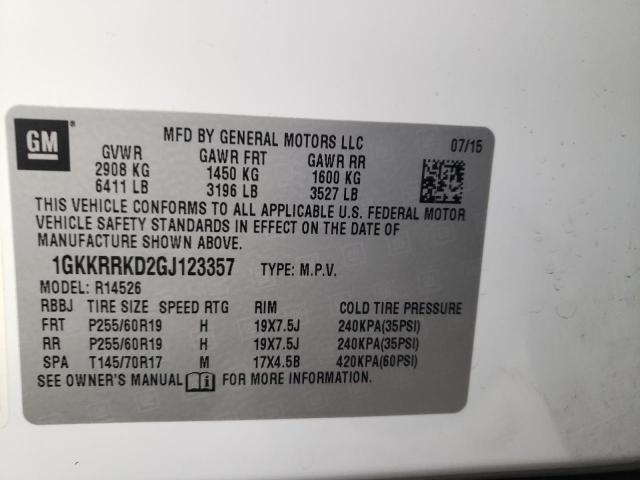 GM ®
MFD BY GENERAL MOTORS LLC 07/15
GVWR GAWR FRT GAWR RR
2908 KG 1450 KG 1600 KG
6411 LB 3196 LB 3527 LB
THIS VEHICLE CONFORMS TO ALL APPLICABLE U.S. FEDERAL MOTOR
VEHICLE SAFETY STANDARDS IN EFFECT ON THE DATE OF
MANUFACTURE SHOWN ABOVE.
1GKKRRKD2GJ123357 TYPE: M.P.V.
MODEL: R14526
RBBJ TIRE SIZE SPEED RTG RIM COLD TIRE PRESSURE
FRT P255/60R19 H 19X7.5J 240KPA(35PSI)
RR P255/60R19 H 19X7.5J 240KPA(35PSI)
SPA T145/70R17 M 17X4.5B 420KPA(60PSI)
SEE OWNER'S MANUAL FOR MORE INFORMATION.